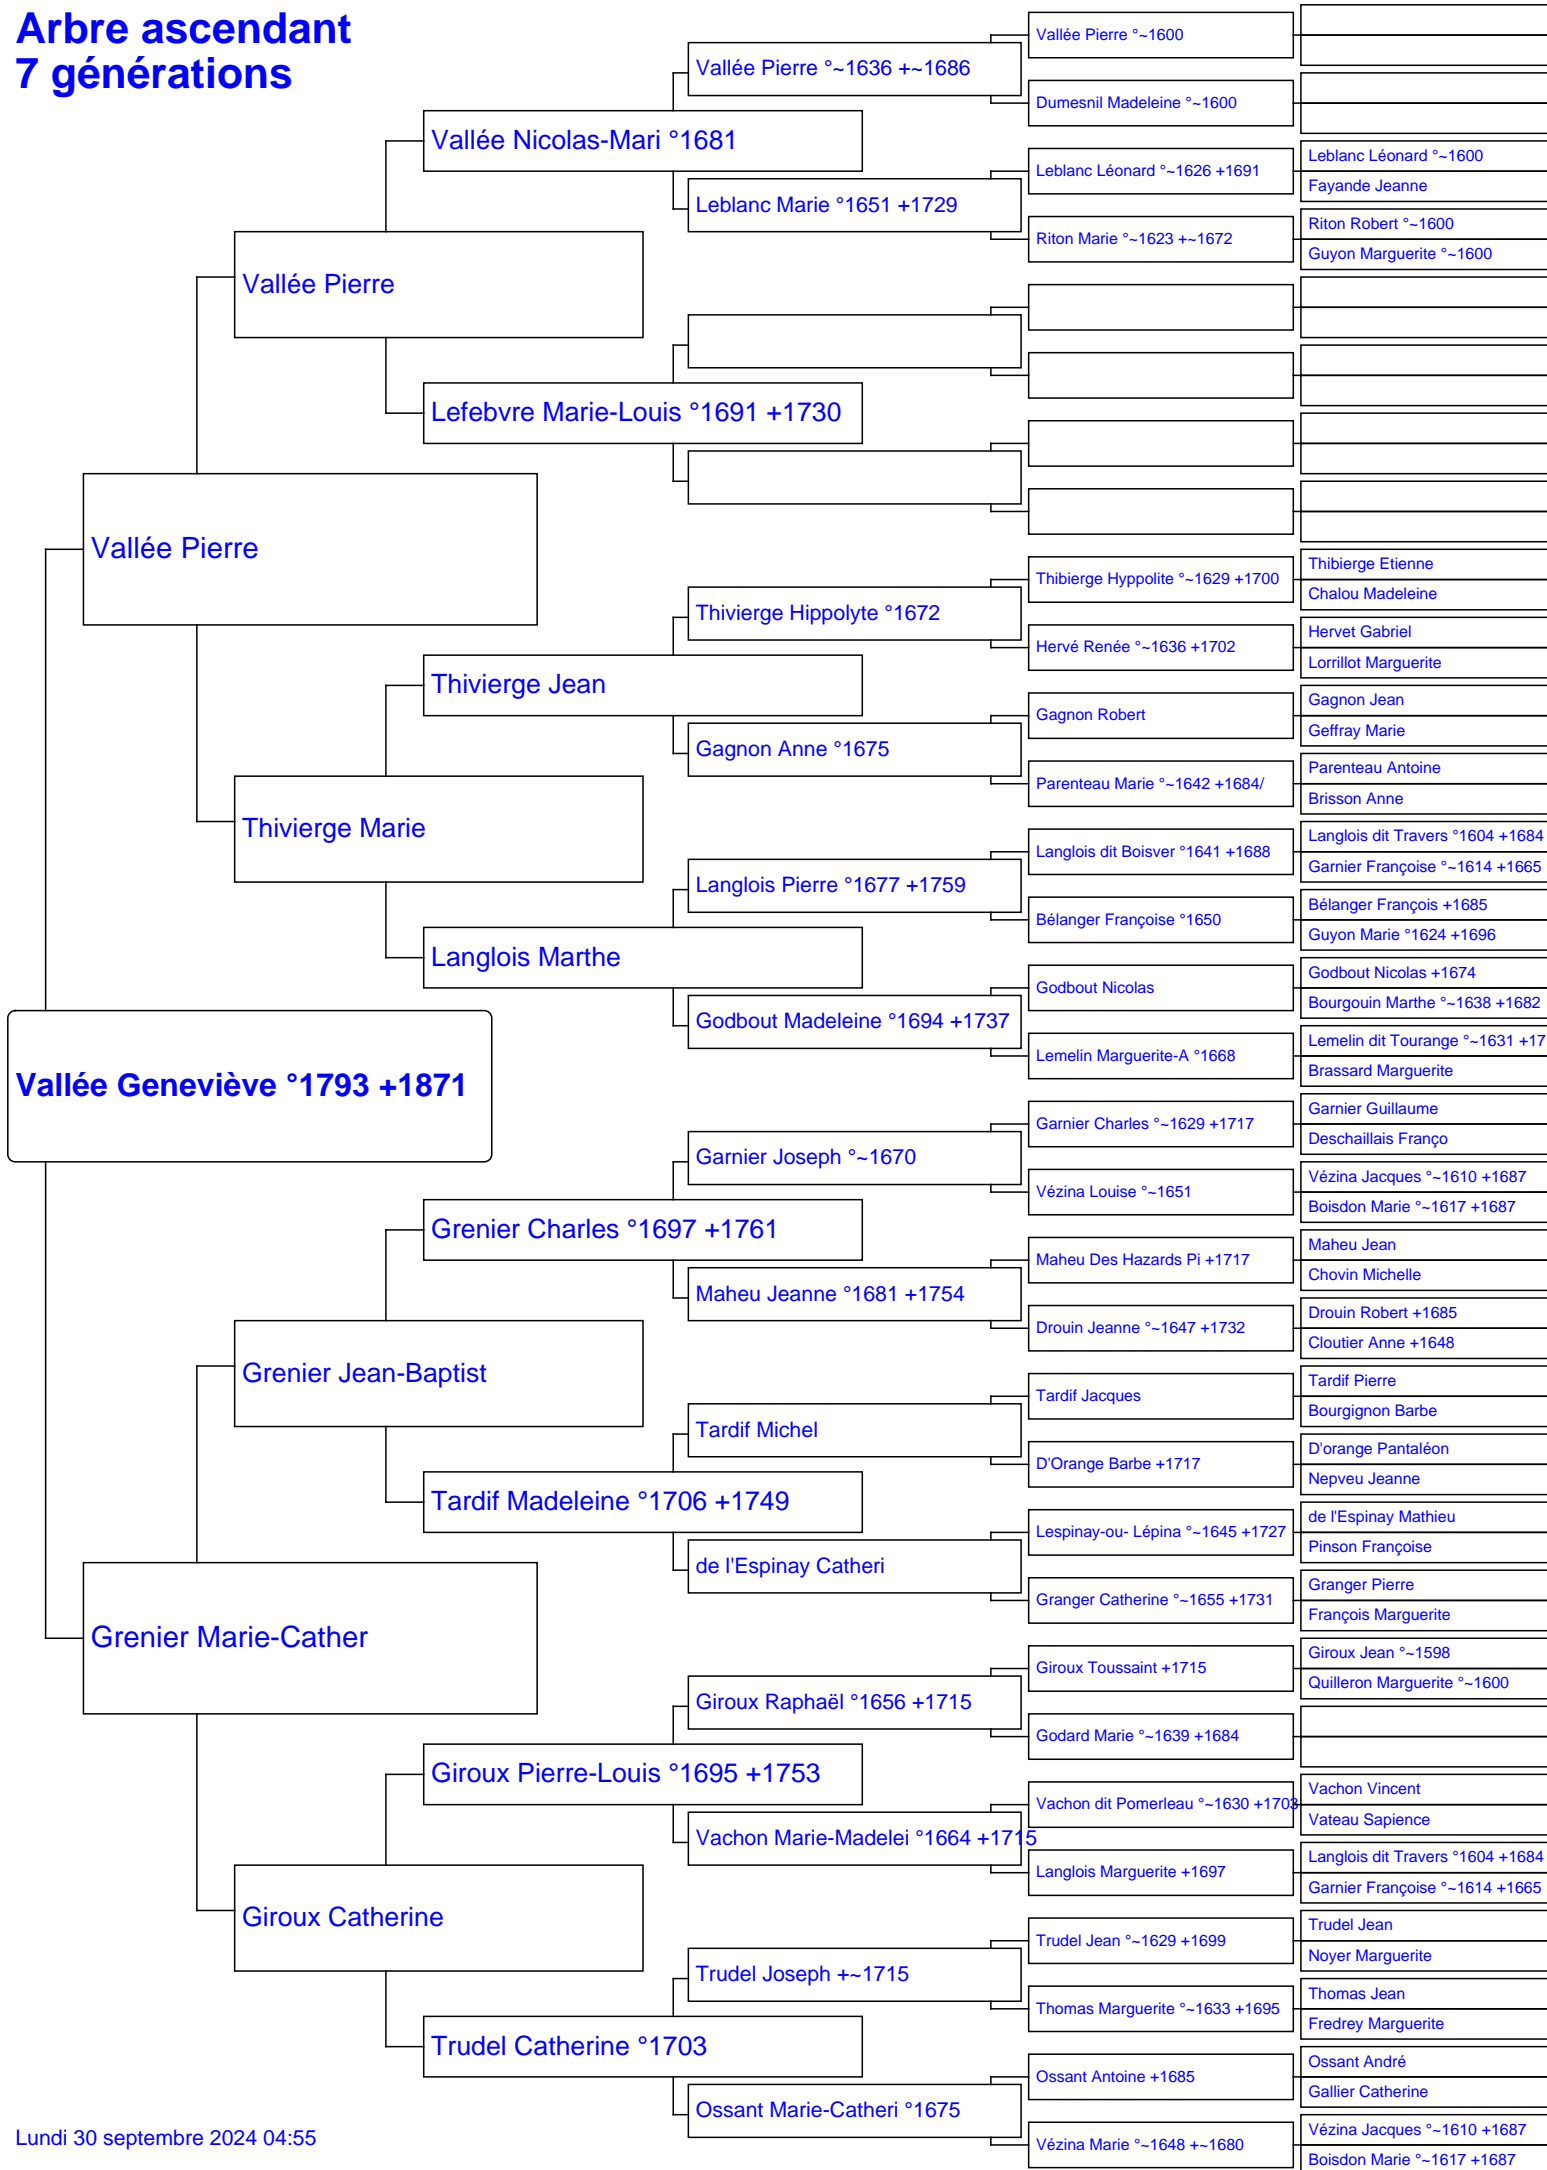 Arbre ascendant
7 générations
Vallée Geneviève °1793 +1871
Vallée Pierre
Grenier Marie-Cather
Vallée Pierre
Thivierge Marie
Grenier Jean-Baptist
Giroux Catherine
Vallée Nicolas-Mari °1681
Lefebvre Marie-Louis °1691 +1730
Thivierge Jean
Langlois Marthe
Grenier Charles °1697 +1761
Tardif Madeleine °1706 +1749
Giroux Pierre-Louis °1695 +1753
Trudel Catherine °1703
Vallée Pierre °~1636 +~1686
Leblanc Marie °1651 +1729
Thivierge Hippolyte °1672
Gagnon Anne °1675
Langlois Pierre °1677 +1759
Godbout Madeleine °1694 +1737
Garnier Joseph °~1670
Maheu Jeanne °1681 +1754
Tardif Michel
de l'Espinay Catheri
Giroux Raphaël °1656 +1715
Vachon Marie-Madelei °1664 +1715
Trudel Joseph +~1715
Ossant Marie-Catheri °1675
Vallée Pierre °~1600
Dumesnil Madeleine °~1600
Leblanc Léonard °~1626 +1691
Riton Marie °~1623 +~1672
Thibierge Hyppolite °~1629 +1700
Hervé Renée °~1636 +1702
Gagnon Robert
Parenteau Marie °~1642 +1684/
Langlois dit Boisver °1641 +1688
Bélanger Françoise °1650
Godbout Nicolas
Lemelin Marguerite-A °1668
Garnier Charles °~1629 +1717
Vézina Louise °~1651
Maheu Des Hazards Pi +1717
Drouin Jeanne °~1647 +1732
Tardif Jacques
D'Orange Barbe +1717
Lespinay-ou- Lépina °~1645 +1727
Granger Catherine °~1655 +1731
Giroux Toussaint +1715
Godard Marie °~1639 +1684
Vachon dit Pomerleau °~1630 +1703
Langlois Marguerite +1697
Trudel Jean °~1629 +1699
Thomas Marguerite °~1633 +1695
Ossant Antoine +1685
Vézina Marie °~1648 +~1680
Leblanc Léonard °~1600
Fayande Jeanne
Riton Robert °~1600
Guyon Marguerite °~1600
Thibierge Etienne
Chalou Madeleine
Hervet Gabriel
Lorrillot Marguerite
Gagnon Jean
Geffray Marie
Parenteau Antoine
Brisson Anne
Langlois dit Travers °1604 +1684
Garnier Françoise °~1614 +1665
Bélanger François +1685
Guyon Marie °1624 +1696
Godbout Nicolas +1674
Bourgouin Marthe °~1638 +1682
Lemelin dit Tourange °~1631 +17
Brassard Marguerite
Garnier Guillaume
Deschaillais Franço
Vézina Jacques °~1610 +1687
Boisdon Marie °~1617 +1687
Maheu Jean
Chovin Michelle
Drouin Robert +1685
Cloutier Anne +1648
Tardif Pierre
Bourgignon Barbe
D'orange Pantaléon
Nepveu Jeanne
de l'Espinay Mathieu
Pinson Françoise
Granger Pierre
François Marguerite
Giroux Jean °~1598
Quilleron Marguerite °~1600
Vachon Vincent
Vateau Sapience
Langlois dit Travers °1604 +1684
Garnier Françoise °~1614 +1665
Trudel Jean
Noyer Marguerite
Thomas Jean
Fredrey Marguerite
Ossant André
Gallier Catherine
Vézina Jacques °~1610 +1687
Boisdon Marie °~1617 +1687
Lundi 30 septembre 2024 04:55